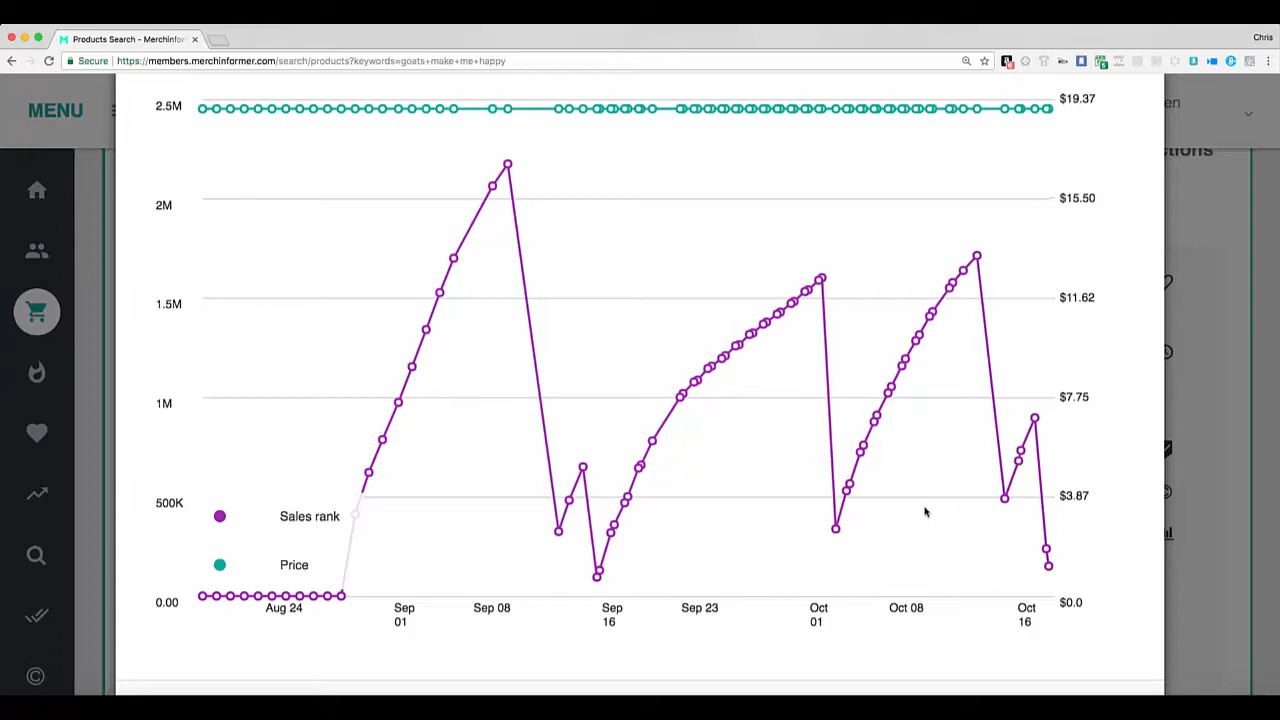 Products Search - Merchinfor
Chris
Secure | https://members.merchinformer.com/search/products?keywords=goats+make+me+happy
MENU
2.5M
$19.37
2M
$15.50
1.5M
$11.62
1M
$7.75
500K
$3.87
Sales rank
Price
0.00
$0.0
Aug 24
Sep 01
Sep 08
Sep 16
Sep 23
Oct 01
Oct 08
Oct 16